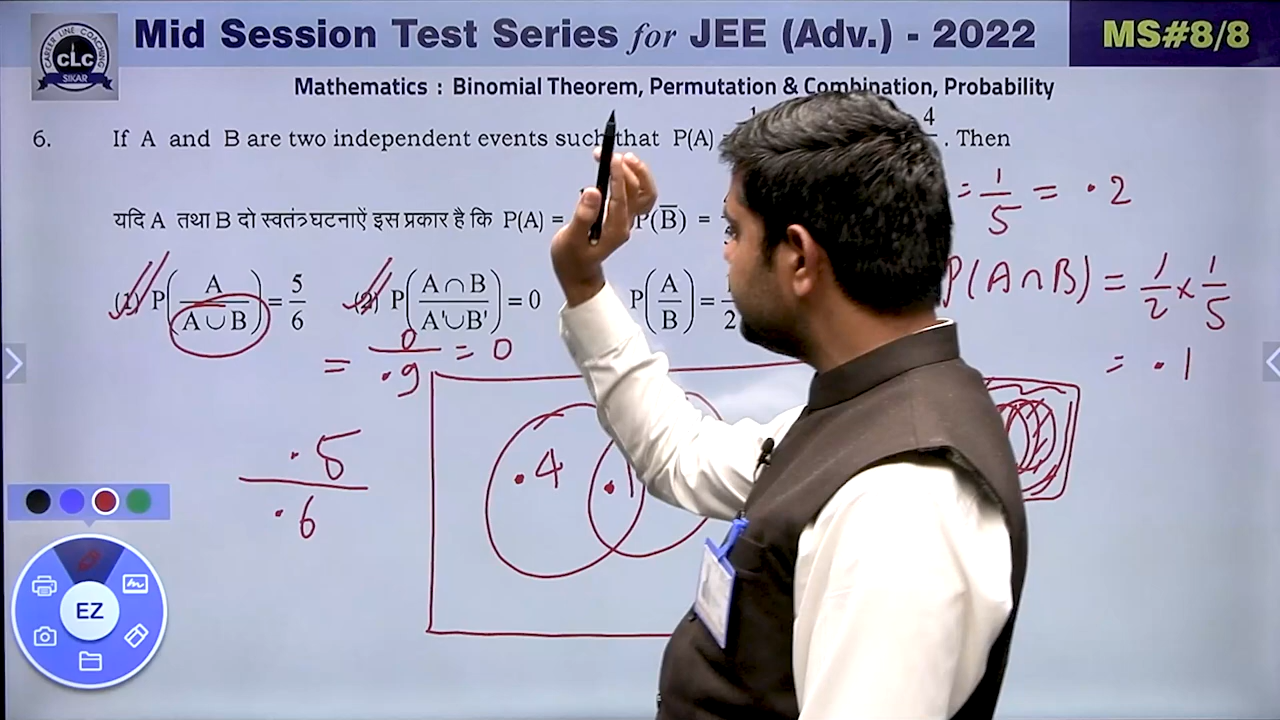 CAREER LINE COACHING
CLC
SIKAR
Mid Session Test Series for JEE (Adv.) - 2022
MS#8/8
Mathematics : Binomial Theorem, Permutation & Combination, Probability
6. If A and B are two independent events such that P(A) 4 . Then
= 1/5 = .2
यदि A तथा B दो स्वतंत्र घटनाएँ इस प्रकार है कि P(A) = P(B̅) =
(1) P(A/(A∪B)) = 5/6 (2) P((A∩B)/(A'∪B')) = 0 P(A/B) =
P(A∩B) = 1/2 × 1/5
= 0/.9 = 0
= .1
.5/.6
.4 .1
EZ